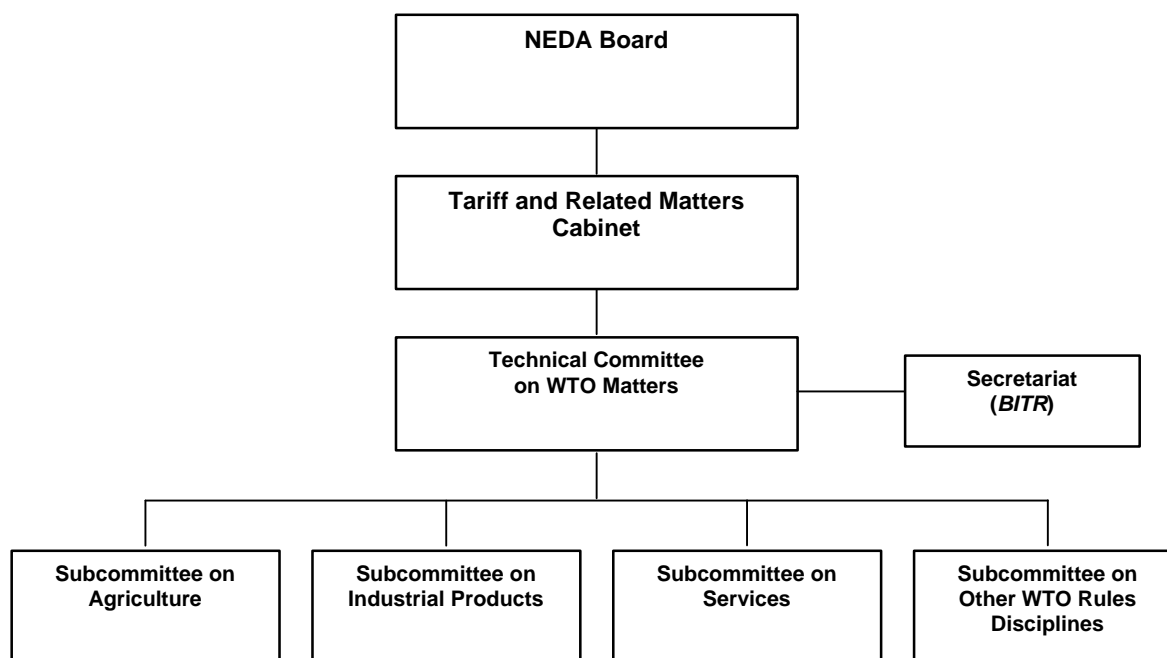 NEDA Board
Tariff and Related Matters
Cabinet
Technical Committee
on WTO Matters
Secretariat
(BITR)
Subcommittee on
Agriculture
Subcommittee on
Industrial Products
Subcommittee on
Services
Subcommittee on
Other WTO Rules
Disciplines